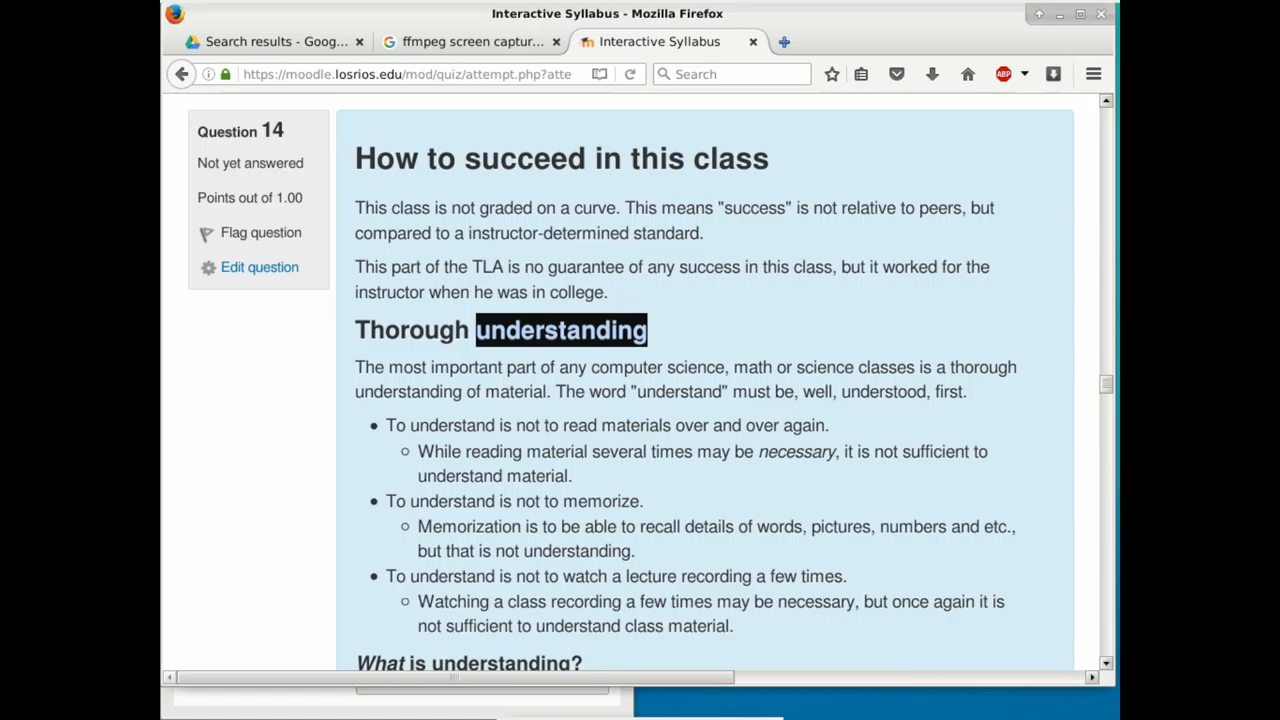 Interactive Syllabus - Mozilla Firefox
Search results - Goog...
ffmpeg screen captur...
Interactive Syllabus
https://moodle.losrios.edu/mod/quiz/attempt.php?atte
Search
ABP
Question 14
Not yet answered
Points out of 1.00
Flag question
Edit question
How to succeed in this class
This class is not graded on a curve. This means "success" is not relative to peers, but
compared to a instructor-determined standard.
This part of the TLA is no guarantee of any success in this class, but it worked for the
instructor when he was in college.
Thorough understanding
The most important part of any computer science, math or science classes is a thorough
understanding of material. The word "understand" must be, well, understood, first.
To understand is not to read materials over and over again.
While reading material several times may be necessary, it is not sufficient to
understand material.
To understand is not to memorize.
Memorization is to be able to recall details of words, pictures, numbers and etc.,
but that is not understanding.
To understand is not to watch a lecture recording a few times.
Watching a class recording a few times may be necessary, but once again it is
not sufficient to understand class material.
What is understanding?